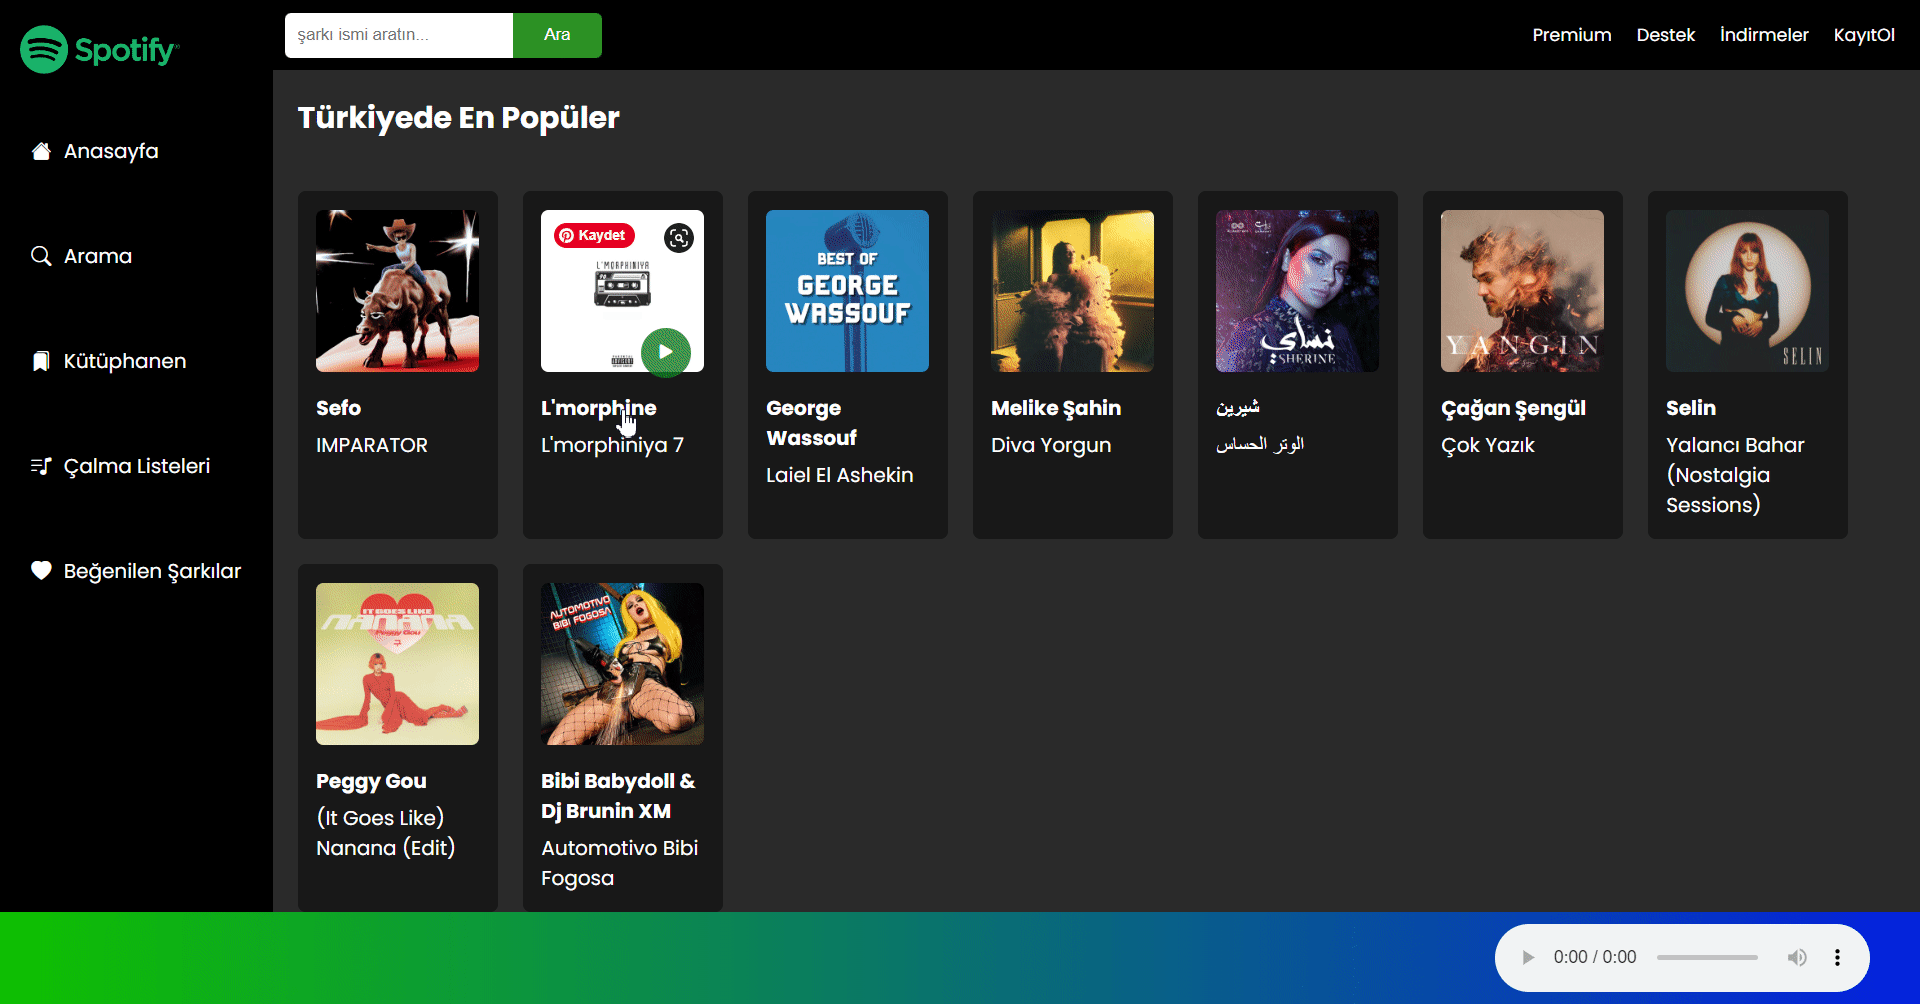 Spotify
şarkı ismi aratın...
Ara
Premium
Destek
İndirmeler
KayıtOl
Anasayfa
Arama
Kütüphanen
Çalma Listeleri
Beğenilen Şarkılar
Türkiyede En Popüler
Sefo
IMPARATOR
Kaydet
L'MORPHINIYA
L'morphine
L'morphiniya 7
BEST OF
GEORGE
WASSOUF
George
Wassouf
Laiel El Ashekin
Melike Şahin
Diva Yorgun
نساي
SHERINE
شيرين
الوتر الحساس
YANGIN
Çağan Şengül
Çok Yazık
SELIN
Selin
Yalancı Bahar
(Nostalgia
Sessions)
IT GOES LIKE
NANANA
Peggy Gou
구
Peggy Gou
(It Goes Like)
Nanana (Edit)
AUTOMOTIVO
BIBI FOGOSA
Bibi Babydoll &
Dj Brunin XM
Automotivo Bibi
Fogosa
0:00 / 0:00